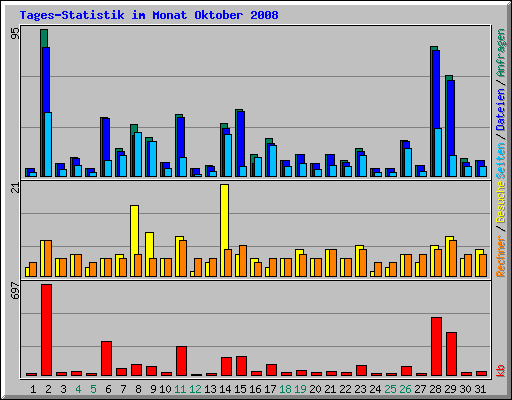 Tages-Statistik im Monat Oktober 2008
95
21
697
Rechner / Besuche Seiten / Dateien / Anfragen
kb
1 2 3 4 5 6 7 8 9 10 11 12 13 14 15 16 17 18 19 20 21 22 23 24 25 26 27 28 29 30 31